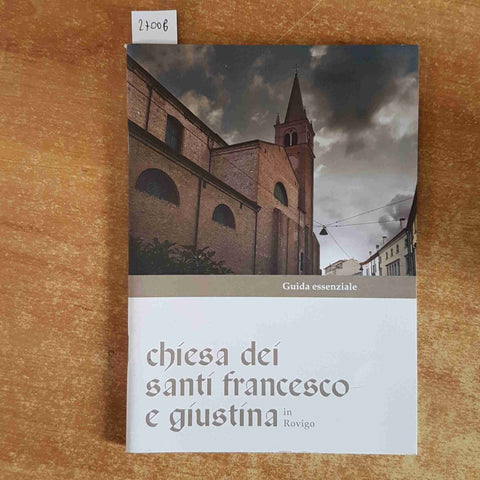 27006
Guida essenziale
chiesa dei
santi francesco
e giustina in
Rovigo